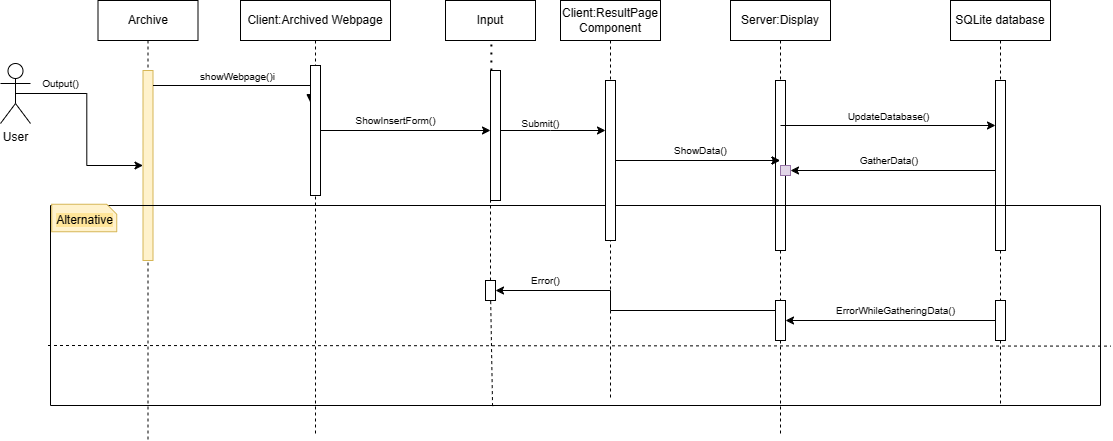 Archive
Client:Archived Webpage
Input
Client:ResultPage
Component
Server:Display
SQLite database
User
Output()
showWebpage()i
ShowInsertForm()
Submit()
ShowData()
UpdateDatabase()
GatherData()
Alternative
Error()
ErrorWhileGatheringData()